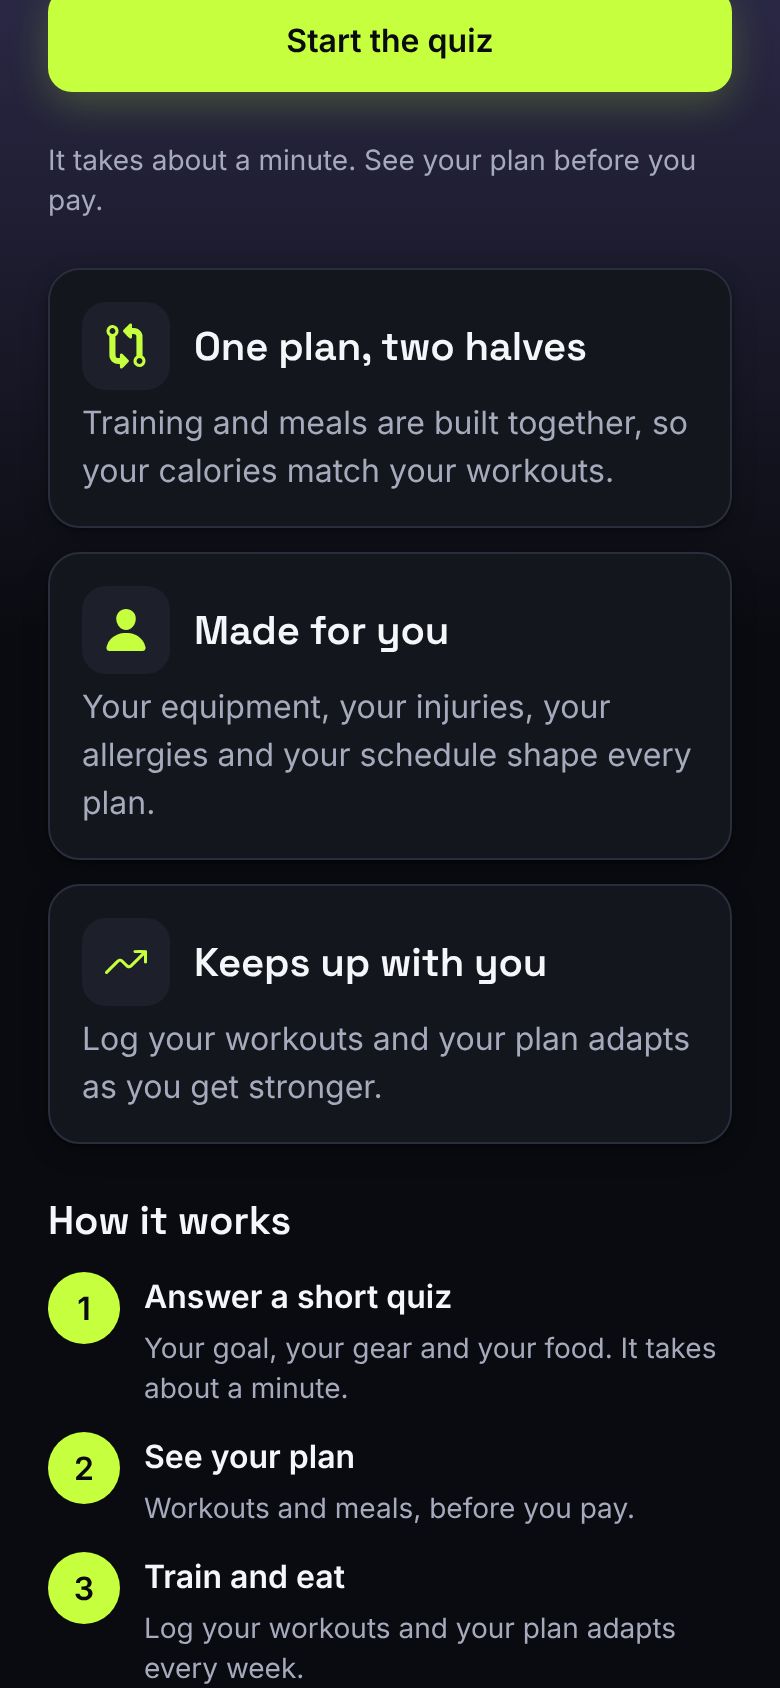 Start the quiz
It takes about a minute. See your plan before you
pay.
One plan, two halves
Training and meals are built together, so
your calories match your workouts.
Made for you
Your equipment, your injuries, your
allergies and your schedule shape every
plan.
Keeps up with you
Log your workouts and your plan adapts
as you get stronger.
How it works
1
Answer a short quiz
Your goal, your gear and your food. It takes
about a minute.
2
See your plan
Workouts and meals, before you pay.
3
Train and eat
Log your workouts and your plan adapts
every week.